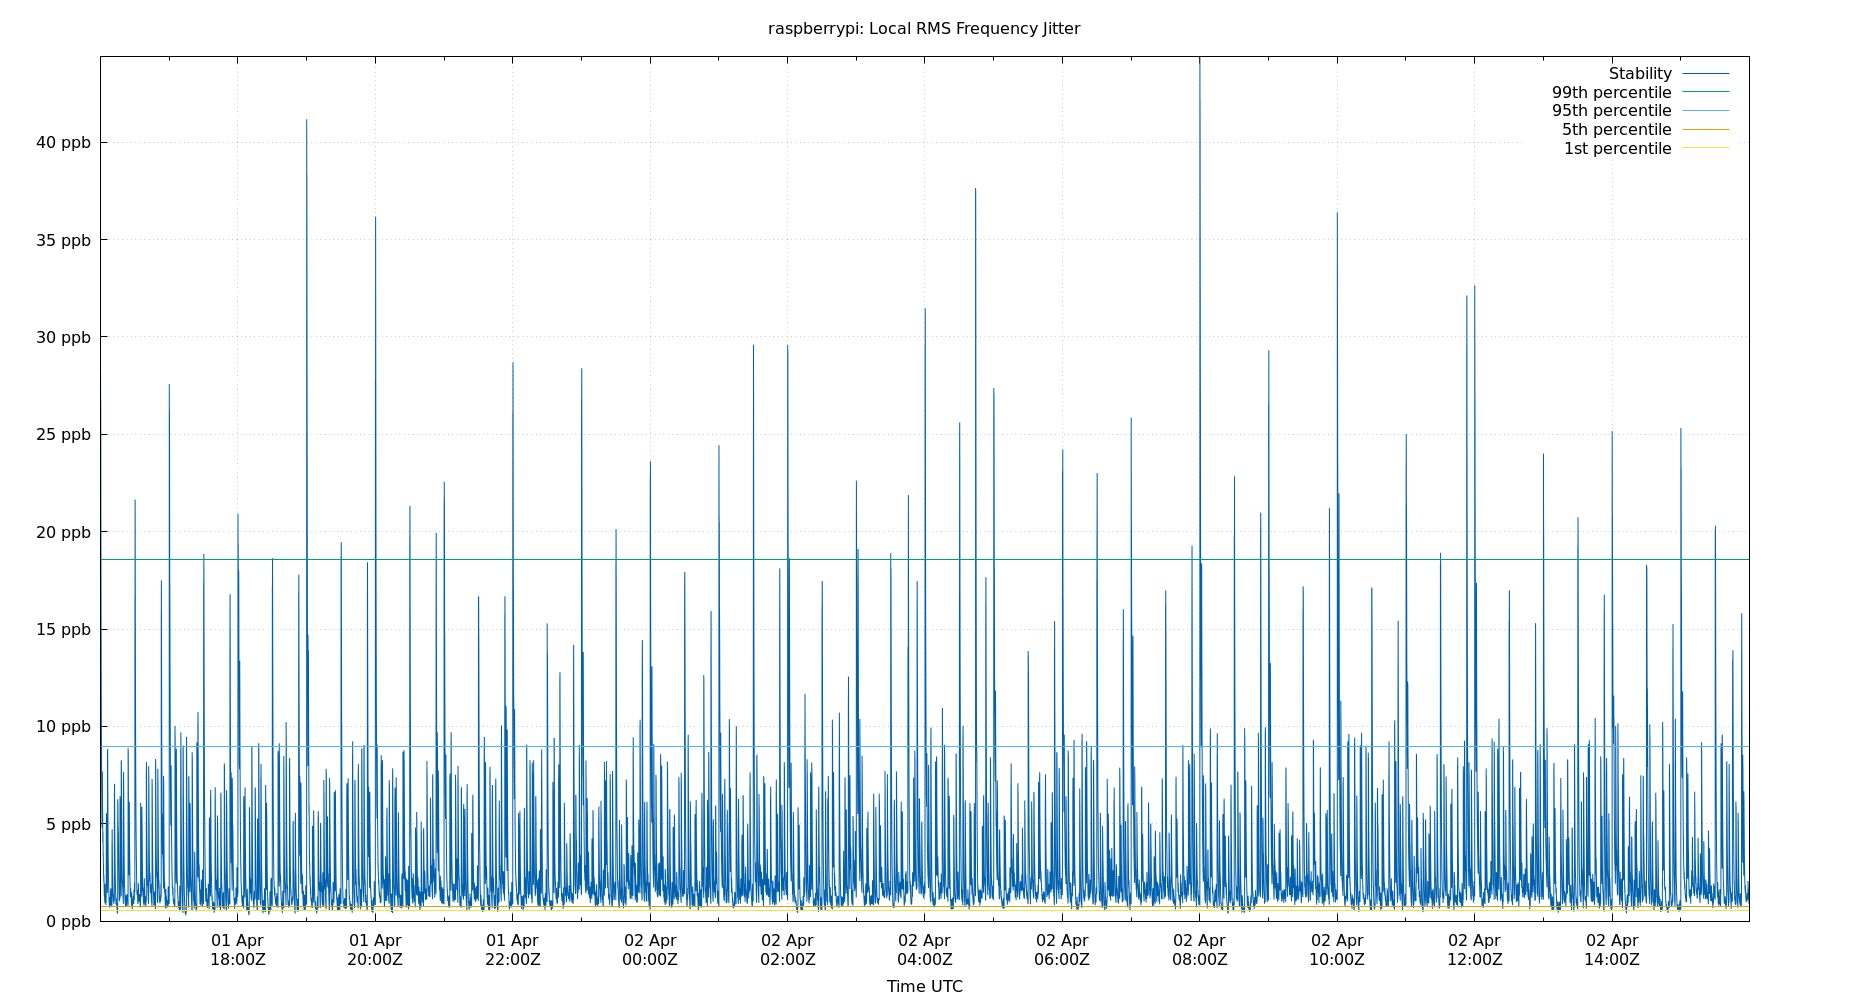 raspberrypi: Local RMS Frequency Jitter
Stability
99th percentile
95th percentile
5th percentile
1st percentile
40 ppb
35 ppb
30 ppb
25 ppb
20 ppb
15 ppb
10 ppb
5 ppb
0 ppb
01 Apr 01 Apr 01 Apr 02 Apr 02 Apr 02 Apr 02 Apr 02 Apr 02 Apr 02 Apr 02 Apr
18:00Z 20:00Z 22:00Z 00:00Z 02:00Z 04:00Z 06:00Z 08:00Z 10:00Z 12:00Z 14:00Z
Time UTC